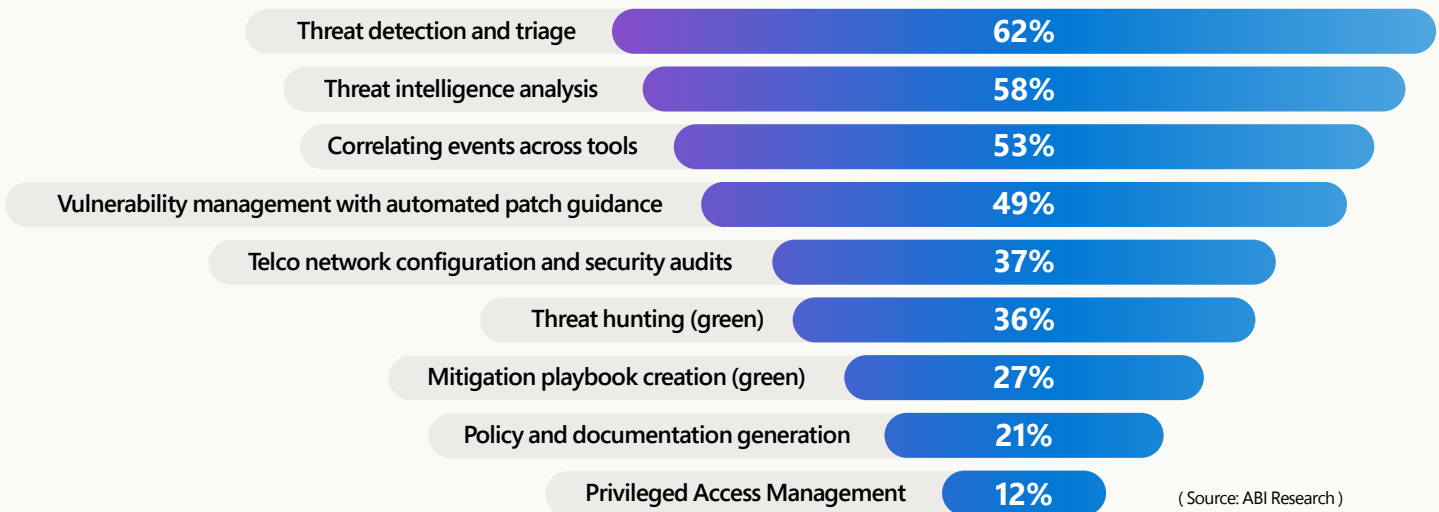 Threat detection and triage 62%
Threat intelligence analysis 58%
Correlating events across tools 53%
Vulnerability management with automated patch guidance 49%
Telco network configuration and security audits 37%
Threat hunting (green) 36%
Mitigation playbook creation (green) 27%
Policy and documentation generation 21%
Privileged Access Management 12% ( Source: ABI Research )